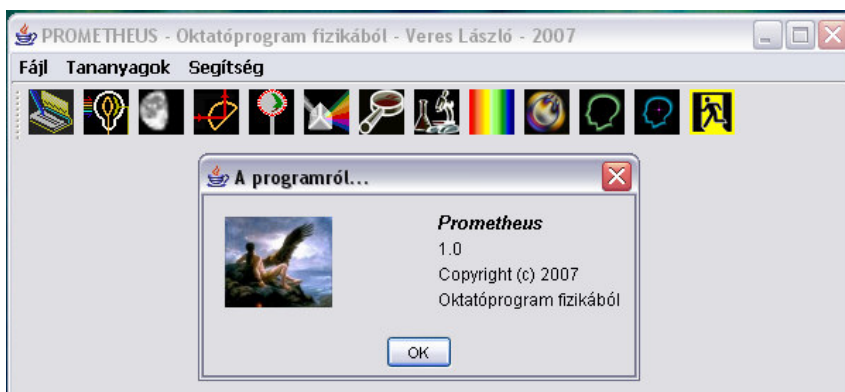 PROMETHEUS - Oktatóprogram fizikából - Veres László - 2007
Fájl Tananyagok Segítség
A programról...
Prometheus
1.0
Copyright (c) 2007
Oktatóprogram fizikából
OK